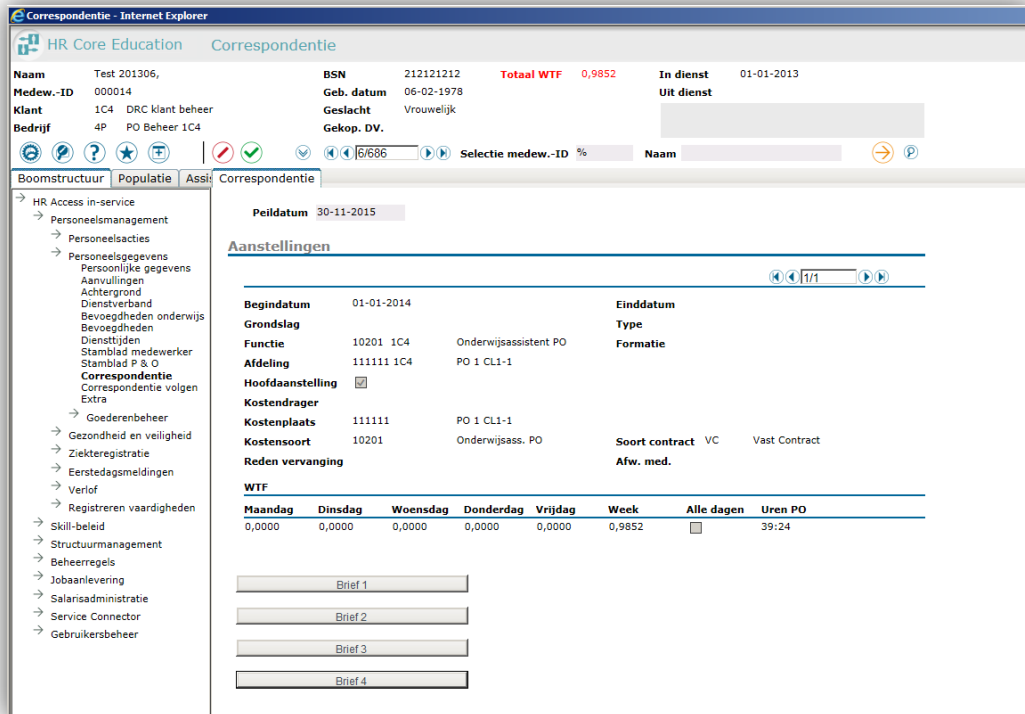 Correspondentie - Internet Explorer
HR Core Education Correspondentie
Naam Test 201306, BSN 212121212 Totaal WTF 0,9852 In dienst 01-01-2013
Medew.-ID 000014 Geb. datum 06-02-1978 Uit dienst
Klant 1C4 DRC klant beheer Geslacht Vrouwelijk
Bedrijf 4P PO Beheer 1C4 Gekop. DV.
6/686 Selectie medew.-ID % Naam
Boomstructuur Populatie Assi: Correspondentie
HR Access in-service
Personeelsmanagement
Personeelsacties
Personeelsgegevens
Persoonlijke gegevens
Aanvullingen
Achtergrond
Dienstverband
Bevoegdheden onderwijs
Bevoegdheden
Diensttijden
Stamblad medewerker
Stamblad P & O
Correspondentie
Correspondentie volgen
Extra
Goederenbeheer
Gezondheid en veiligheid
Ziekteregistratie
Eerstedagsmeldingen
Verlof
Registreren vaardigheden
Skill-beleid
Structuurmanagement
Beheerregels
Jobaanlevering
Salarisadministratie
Service Connector
Gebruikersbeheer
Peildatum 30-11-2015
Aanstellingen
1/1
Begindatum 01-01-2014 Einddatum
Grondslag Type
Functie 10201 1C4 Onderwijsassistent PO Formatie
Afdeling 111111 1C4 PO 1 CL1-1
Hoofdaanstelling
Kostendrager
Kostenplaats 111111 PO 1 CL1-1
Kostensoort 10201 Onderwijsass. PO Soort contract VC Vast Contract
Reden vervanging Afw. med.
WTF
Maandag Dinsdag Woensdag Donderdag Vrijdag Week Alle dagen Uren PO
0,0000 0,0000 0,0000 0,0000 0,0000 0,9852 39:24
Brief 1
Brief 2
Brief 3
Brief 4